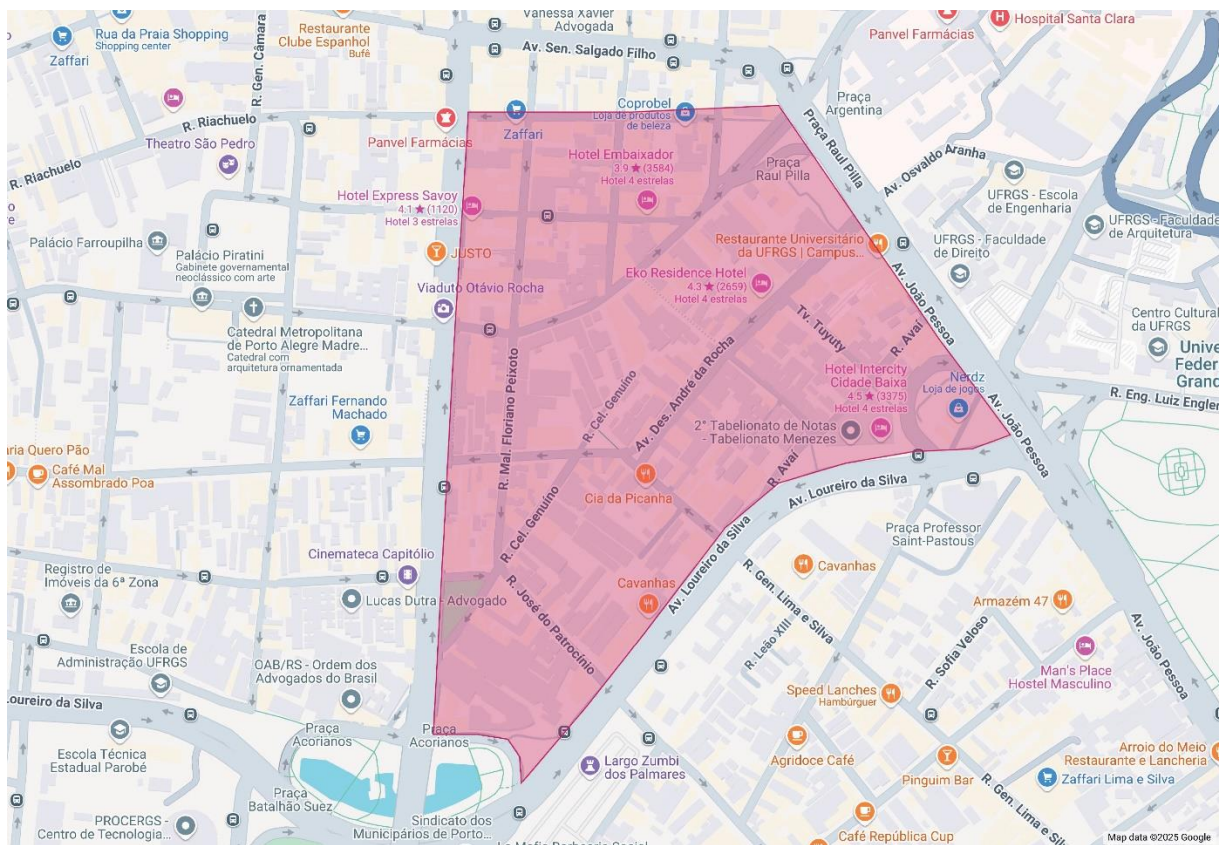 Vanessa Xavier
Advogada
Hospital Santa Clara
Rua da Praia Shopping
Shopping center
Restaurante
Clube Espanhol
Bufê
Panvel Farmácias
Zaffari
R. Gen. Câmara
Av. Sen. Salgado Filho
Praça
Argentina
Coprobel
Loja de produtos
de beleza
R. Riachuelo
Zaffari
Praça Raul Pilla
Panvel Farmácias
Theatro São Pedro
Hotel Embaixador
3.9 ★ (3584)
Hotel 4 estrelas
Praça
Raul Pilla
Av. Osvaldo Aranha
R. Riachuelo
UFRGS - Escola
de Engenharia
Hotel Express Savoy
4.1 ★ (1120)
Hotel 3 estrelas
UFRGS - Faculdade
de Arquitetura
Palácio Farroupilha
Restaurante Universitário
da UFRGS | Campus...
UFRGS - Faculdade
de Direito
JUSTO
Palácio Piratini
Gabinete governamental
neoclássico com arte
Eko Residence Hotel
4.3 ★ (2659)
Hotel 4 estrelas
Av. João Pessoa
Viaduto Otávio Rocha
Tv. Tuyuty
Centro Cultural
da UFRGS
Catedral Metropolitana
de Porto Alegre Madre...
Catedral com
arquitetura ornamentada
R. Avaí
Unive
Feder
Grand
R. Mal. Floriano Peixoto
R. Cel. Genuíno
Av. Des. André da Rocha
Hotel Intercity
Cidade Baixa
4.5 ★ (3375)
Hotel 4 estrelas
Nerdz
Loja de jogos
R. Eng. Luiz Engler
Zaffari Fernando
Machado
2° Tabelionato de Notas
- Tabelionato Menezes
Av. João Pessoa
aria Quero Pão
Café Mal
Assombrado Poa
Cia da Picanha
R. Avaí
Av. Loureiro da Silva
R. Cel. Genuíno
Praça Professor
Saint-Pastous
Cinemateca Capitólio
Registro de
Imóveis da 6ª Zona
Cavanhas
Av. Loureiro da Silva
R. Gen. Lima e Silva
Cavanhas
Lucas Dutra - Advogado
R. José do Patrocínio
Armazém 47
R. Leão XIII
R. Sofia Veloso
Av. João Pessoa
Escola de
Administração UFRGS
OAB/RS - Ordem dos
Advogados do Brasil
Man's Place
Hostel Masculino
Loureiro da Silva
Speed Lanches
Hambúrguer
Praça
Açorianos
Praça
Açorianos
Escola Técnica
Estadual Parobé
Largo Zumbi
dos Palmares
Agridoce Café
Pinguim Bar
R. Gen. Lima e Silva
Arroio do Meio
Restaurante e Lancheria
Zaffari Lima e Silva
Praça
Batalhão Suez
PROCERGS -
Centro de Tecnologia...
Sindicato dos
Municipários de Porto...
Café República Cup
Map data ©2025 Google